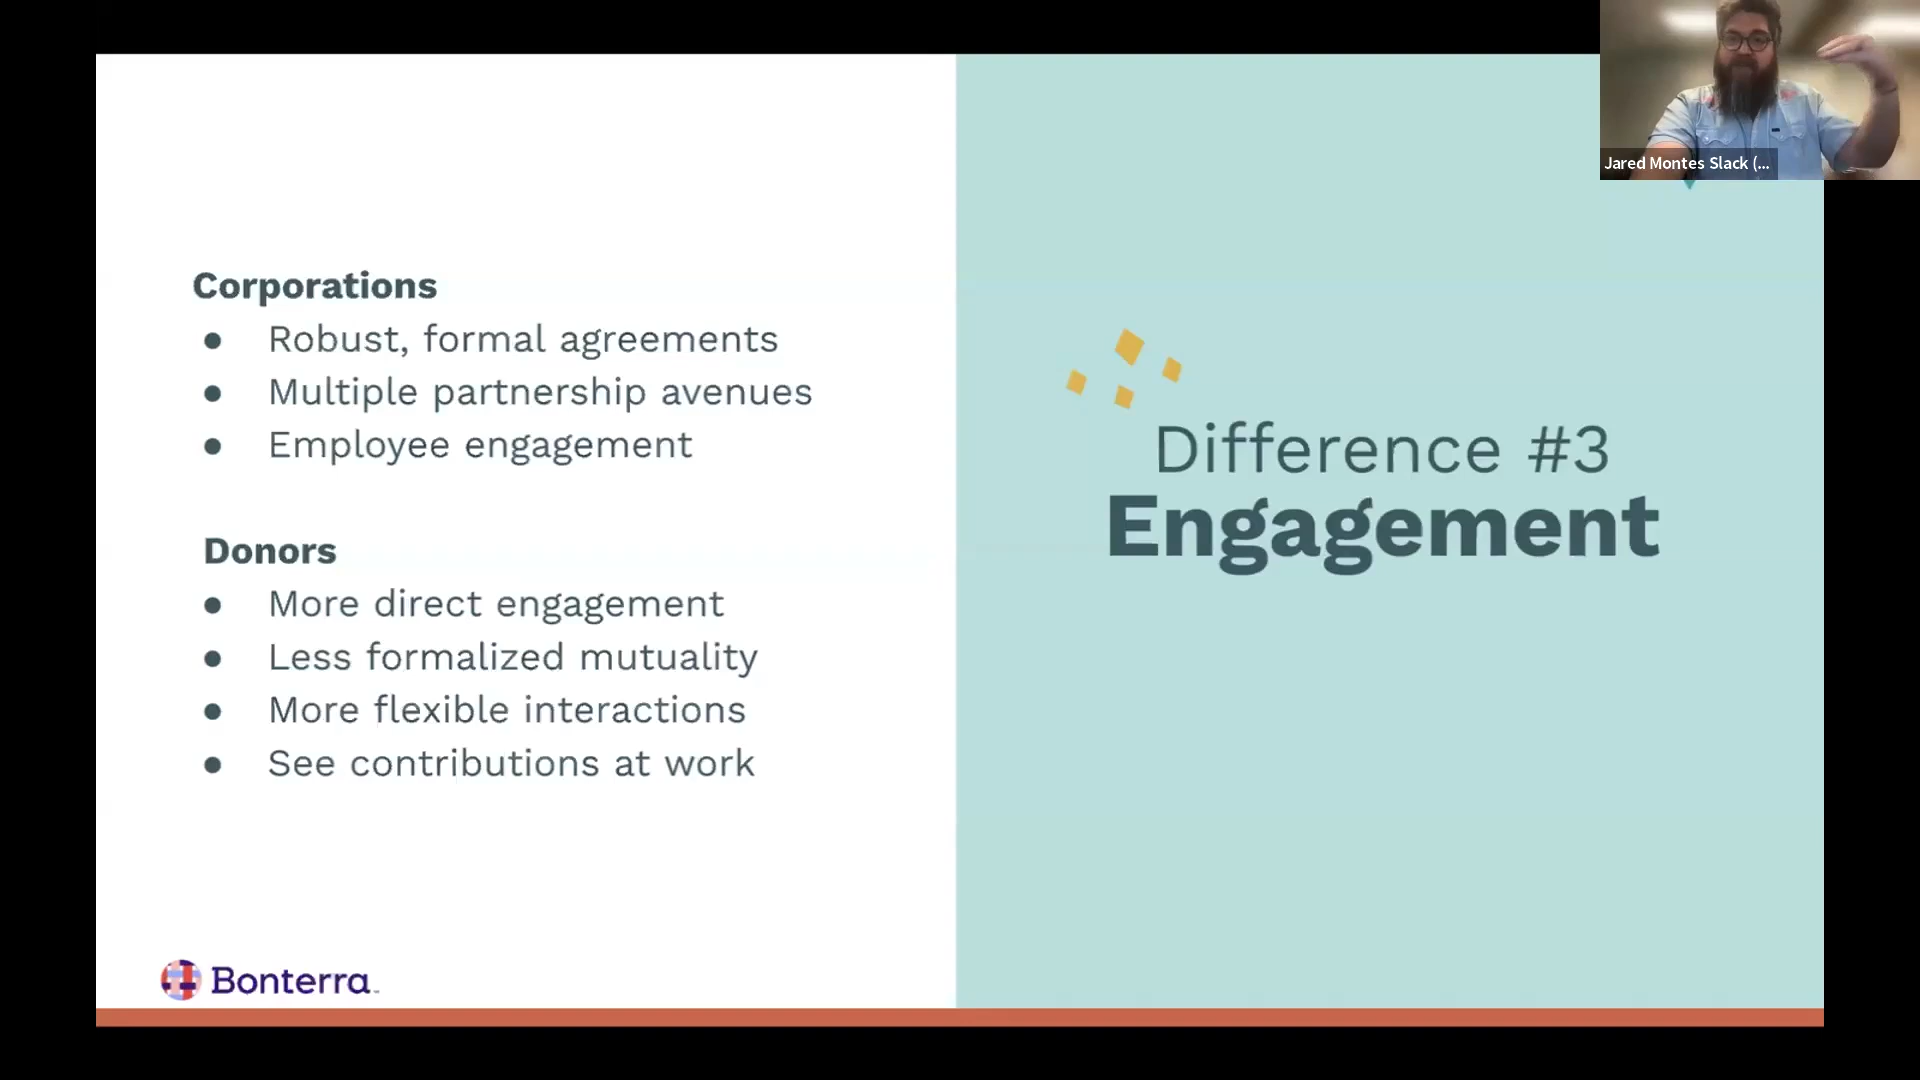 Corporations
● Robust, formal agreements
● Multiple partnership avenues
● Employee engagement
Donors
● More direct engagement
● Less formalized mutuality
● More flexible interactions
● See contributions at work
Difference #3
Engagement
Bonterra
Jared Montes Slack (...